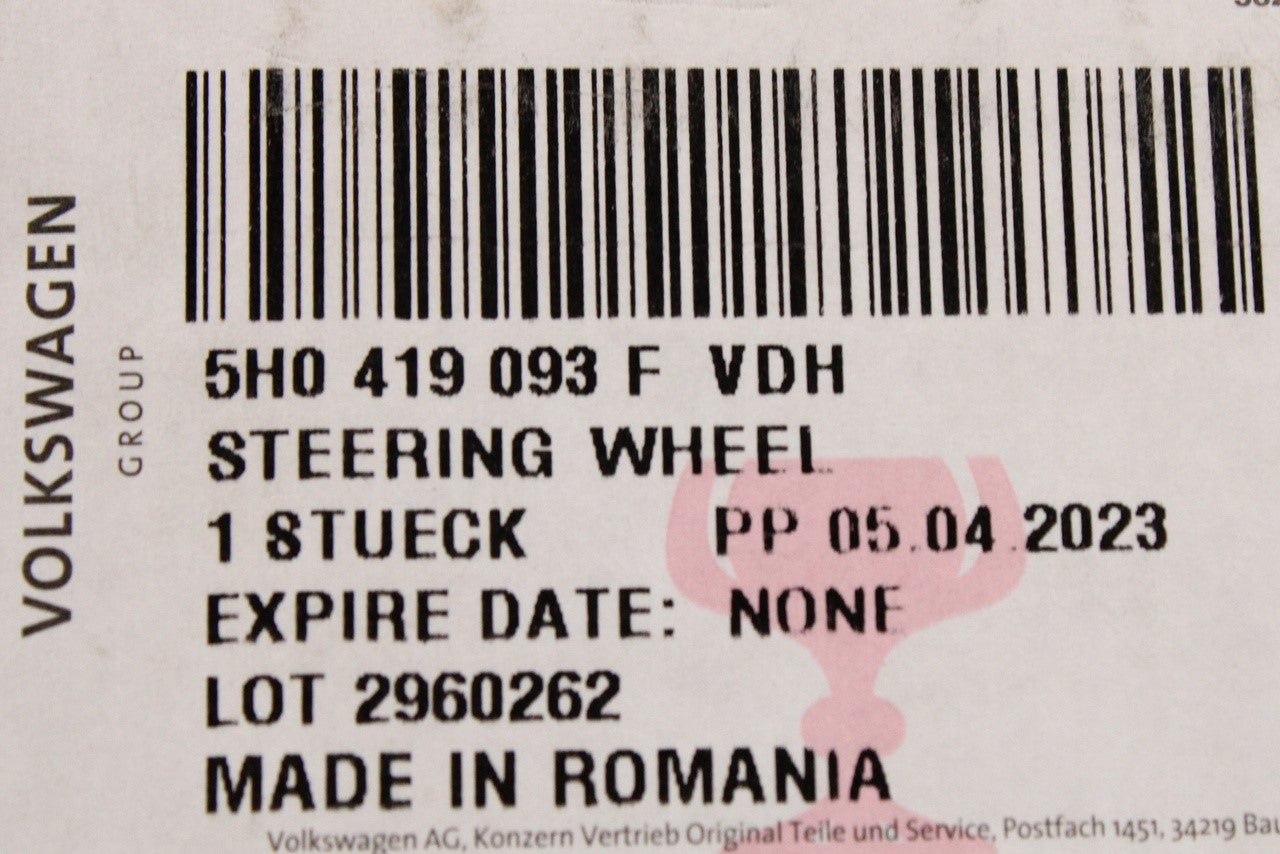 VOLKSWAGEN
GROUP
5H0 419 093 F VDH
STEERING WHEEL
1 STUECK PP 05.04.2023
EXPIRE DATE: NONE
LOT 2960262
MADE IN ROMANIA
Volkswagen AG, Konzern Vertrieb Original Teile und Service, Postfach 1451, 34219